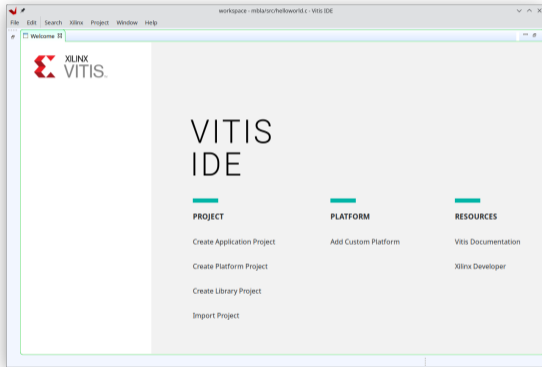 workspace - mbla/src/helloworld.c - Vitis IDE
File Edit Search Xilinx Project Window Help
Welcome
XILINX
VITIS
VITIS
IDE
PROJECT PLATFORM RESOURCES
Create Application Project Add Custom Platform Vitis Documentation
Create Platform Project Xilinx Developer
Create Library Project
Import Project